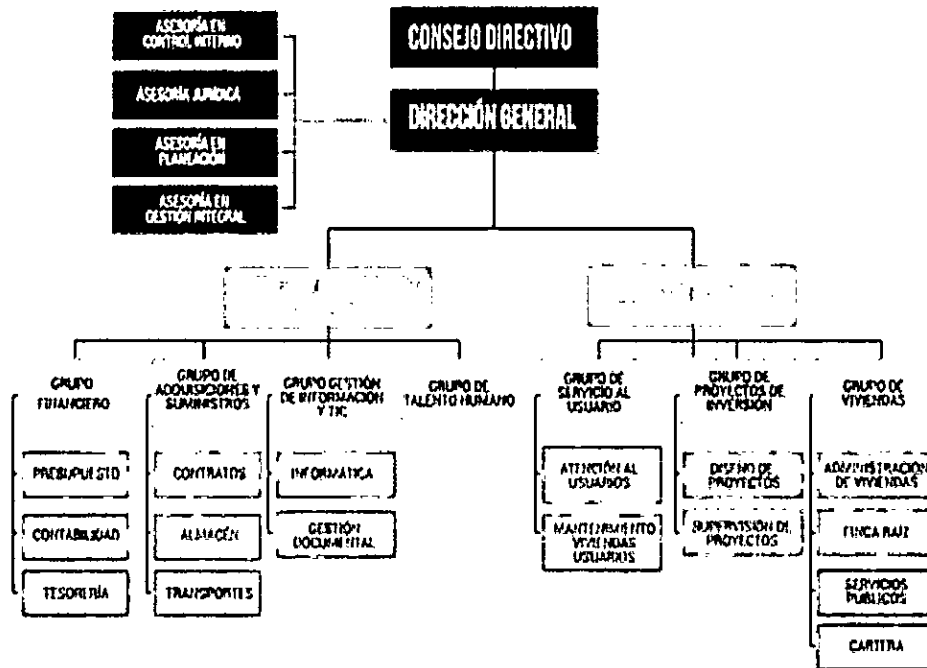 ASESORÍA EN
CONTROL INTERNO
ASESORÍA JURÍDICA
ASESORÍA EN
PLANEACIÓN
ASESORÍA EN
GESTIÓN INTEGRAL
CONSEJO DIRECTIVO
DIRECCIÓN GENERAL
GRUPO
FINANCIERO
PRESUPUESTO
CONTABILIDAD
TESORERÍA
GRUPO DE
ADQUISICIONES Y
SUMINISTROS
CONTRATOS
ALMACÉN
TRANSPORTES
GRUPO GESTIÓN
DE INFORMACIÓN
Y TIC
INFORMÁTICA
GESTIÓN
DOCUMENTAL
GRUPO DE
TALENTO HUMANO
GRUPO DE
SERVICIO AL
USUARIO
ATENCIÓN AL
USUARIOS
MANTENIMIENTO
VIVIENDAS
USUARIOS
GRUPO DE
PROYECTOS DE
INVERSIÓN
DISEÑO DE
PROYECTOS
SUPERVISIÓN DE
PROYECTOS
GRUPO DE
VIVIENDAS
ADMINISTRACIÓN
DE VIVIENDAS
FINCA RAÍZ
SERVICIOS
PÚBLICOS
CARTERA